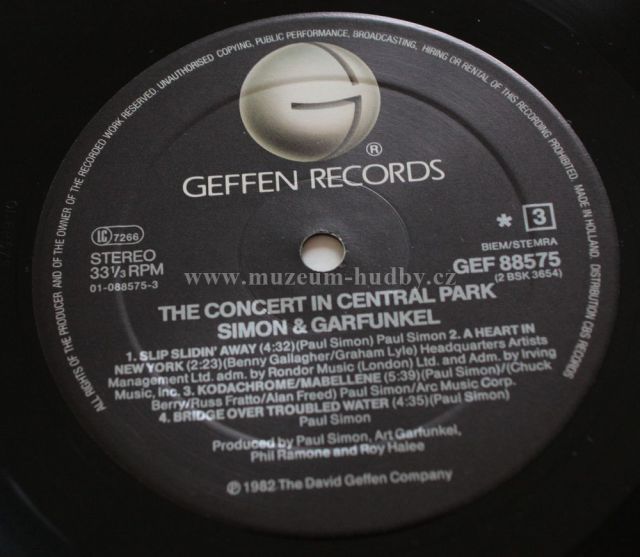 ALL RIGHTS OF THE PRODUCER AND OF THE OWNER OF THE RECORDED WORK RESERVED. UNAUTHORISED COPYING, PUBLIC PERFORMANCE, BROADCASTING, HIRING OR RENTAL OF THIS RECORDING PROHIBITED. MADE IN HOLLAND. DISTRIBUTION CBS RECORDS
G
®
GEFFEN RECORDS
LC 7266
STEREO
33⅓ RPM
01-088575-3
* 3
BIEM/STEMRA
GEF 88575
(2 BSK 3654)
www.muzeum-hudby.cz
THE CONCERT IN CENTRAL PARK
SIMON & GARFUNKEL
1. SLIP SLIDIN' AWAY (4:32)(Paul Simon) Paul Simon 2. A HEART IN
NEW YORK (2:23)(Benny Gallagher/Graham Lyle) Headquarters Artists
Management Ltd. adm. by Rondor Music (London) Ltd. and Adm. by Irving
Music, Inc. 3. KODACHROME/MABELLENE (5:39)(Paul Simon)/(Chuck
Berry/Russ Fratto/Alan Freed) Paul Simon/Arc Music Corp.
4. BRIDGE OVER TROUBLED WATER (4:35)(Paul Simon)
Paul Simon
Produced by Paul Simon, Art Garfunkel,
Phil Ramone and Roy Halee
℗ 1982 The David Geffen Company